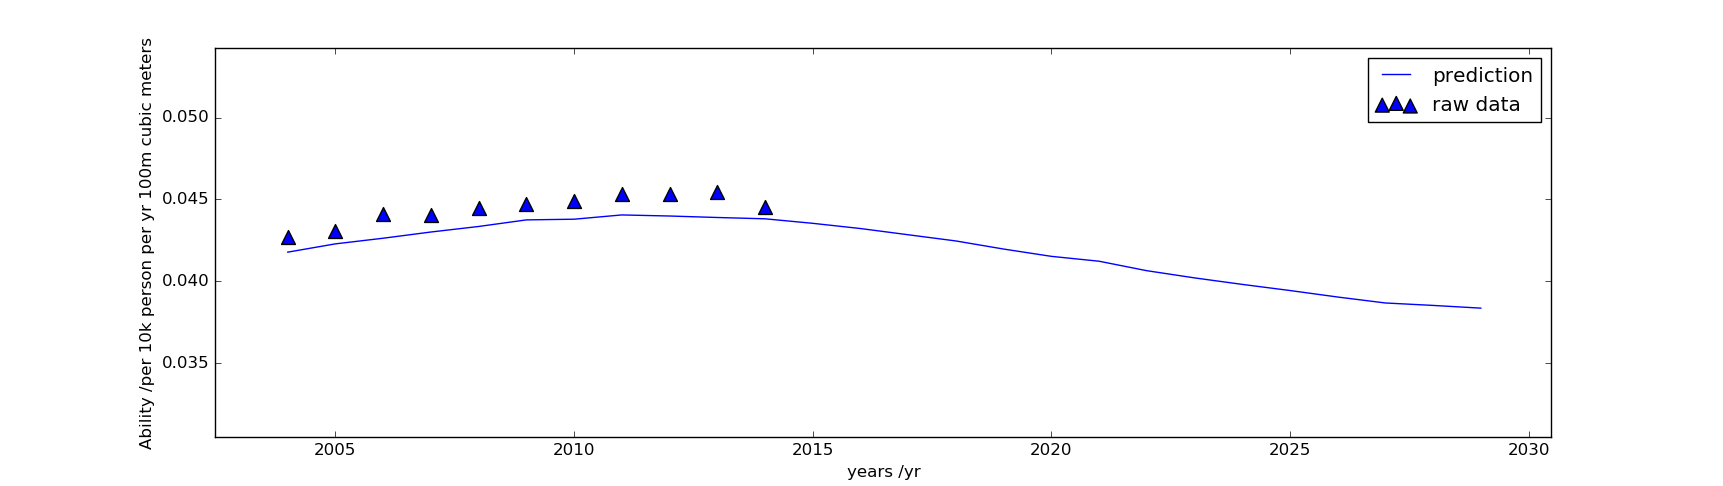 Ability /per 10k person per yr 100m cubic meters
0.050
0.045
0.040
0.035
prediction
raw data
2005 2010 2015 2020 2025 2030
years /yr